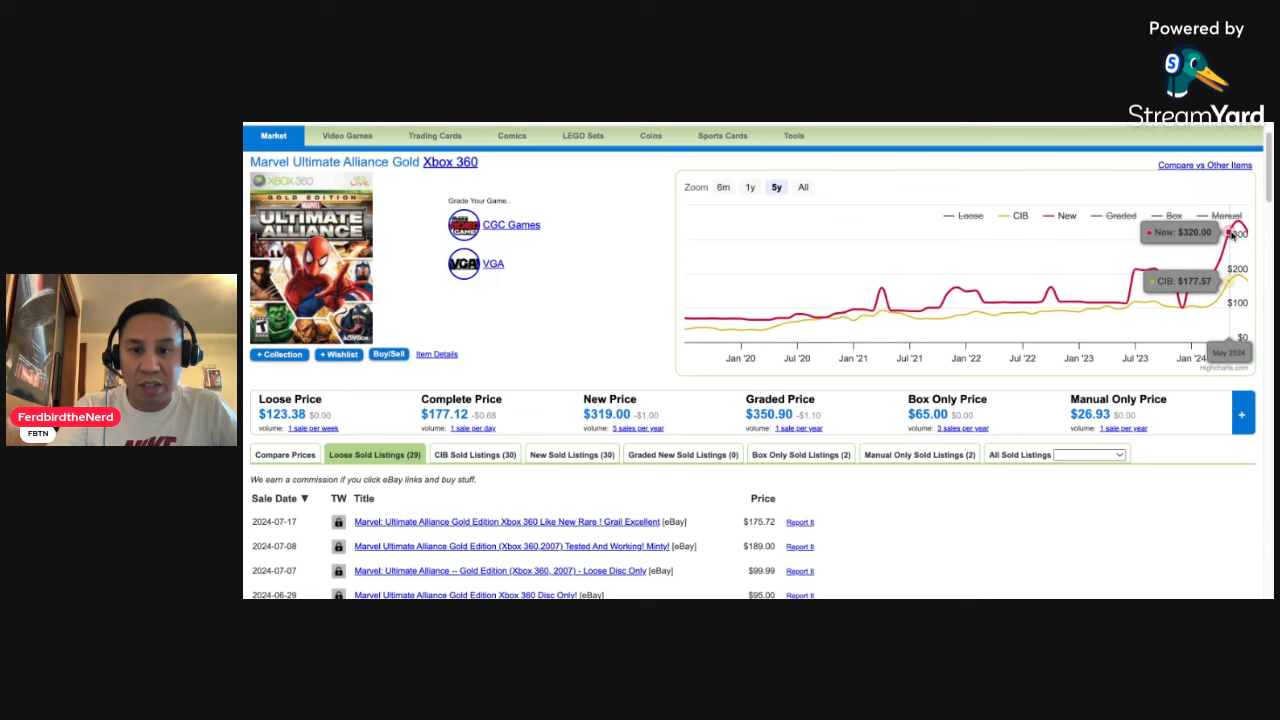 Powered by
S
StreamYard
Market Video Games Trading Cards Comics LEGO Sets Coins Sports Cards Tools
Marvel Ultimate Alliance Gold Xbox 360
Compare vs Other Items
XBOX 360 LIVE
GOLD EDITION
MARVEL
ULTIMATE
ALLIANCE
T
ACTIVISION
Grade Your Game..
CGC Games
VGA VGA
Zoom 6m 1y 5y All
Loose CIB New Graded Box Manual
New: $320.00
CIB: $177.57
$300
$200
$100
$0
Jan '20 Jul '20 Jan '21 Jul '21 Jan '22 Jul '22 Jan '23 Jul '23 Jan '24
May 2024
Highcharts.com
+ Collection + Wishlist Buy/Sell Item Details
Loose Price Complete Price New Price Graded Price Box Only Price Manual Only Price
$123.38 $0.00 $177.12 -$0.68 $319.00 -$1.00 $350.90 -$1.10 $65.00 $0.00 $26.93 $0.00 +
volume: 1 sale per week volume: 1 sale per day volume: 5 sales per year volume: 1 sale per year volume: 3 sales per year volume: 1 sale per year
Compare Prices Loose Sold Listings (29) CIB Sold Listings (30) New Sold Listings (30) Graded New Sold Listings (0) Box Only Sold Listings (2) Manual Only Sold Listings (2) All Sold Listings
We earn a commission if you click eBay links and buy stuff.
Sale Date ▼ TW Title Price
2024-07-17 Marvel: Ultimate Alliance Gold Edition Xbox 360 Like New Rare ! Grail Excellent [eBay] $175.72 Report It
2024-07-08 Marvel Ultimate Alliance Gold Edition (Xbox 360,2007) Tested And Working! Minty! [eBay] $189.00 Report It
2024-07-07 Marvel: Ultimate Alliance -- Gold Edition (Xbox 360, 2007) - Loose Disc Only [eBay] $99.99 Report It
2024-06-29 Marvel Ultimate Alliance Gold Edition Xbox 360 Disc Only! [eBay] $95.00 Report It
FerdbirdtheNerd
FBTN
NIKE